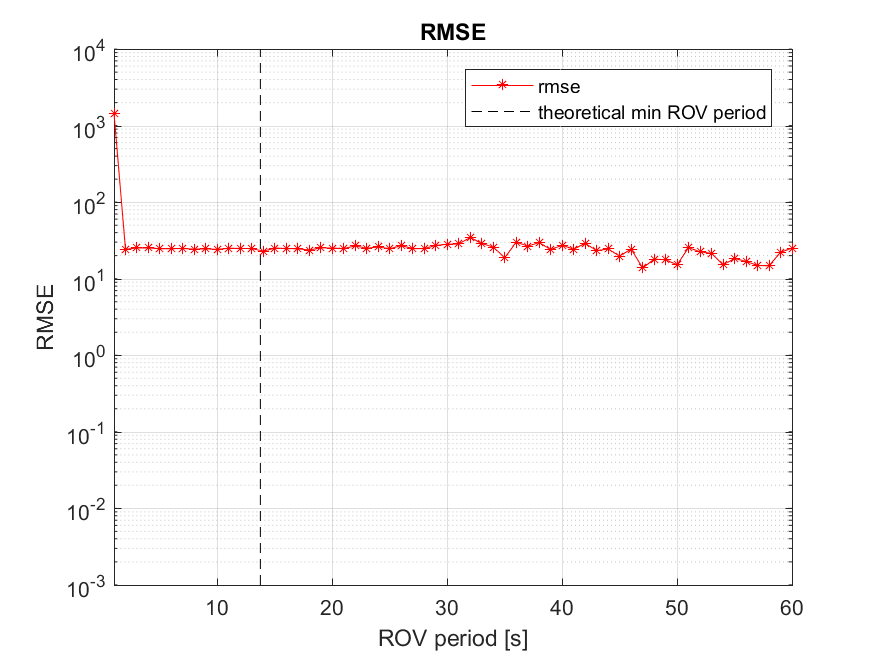 RMSE
rmse
theoretical min ROV period
10^4
10^3
10^2
10^1
10^0
10^-1
10^-2
10^-3
RMSE
10 20 30 40 50 60
ROV period [s]